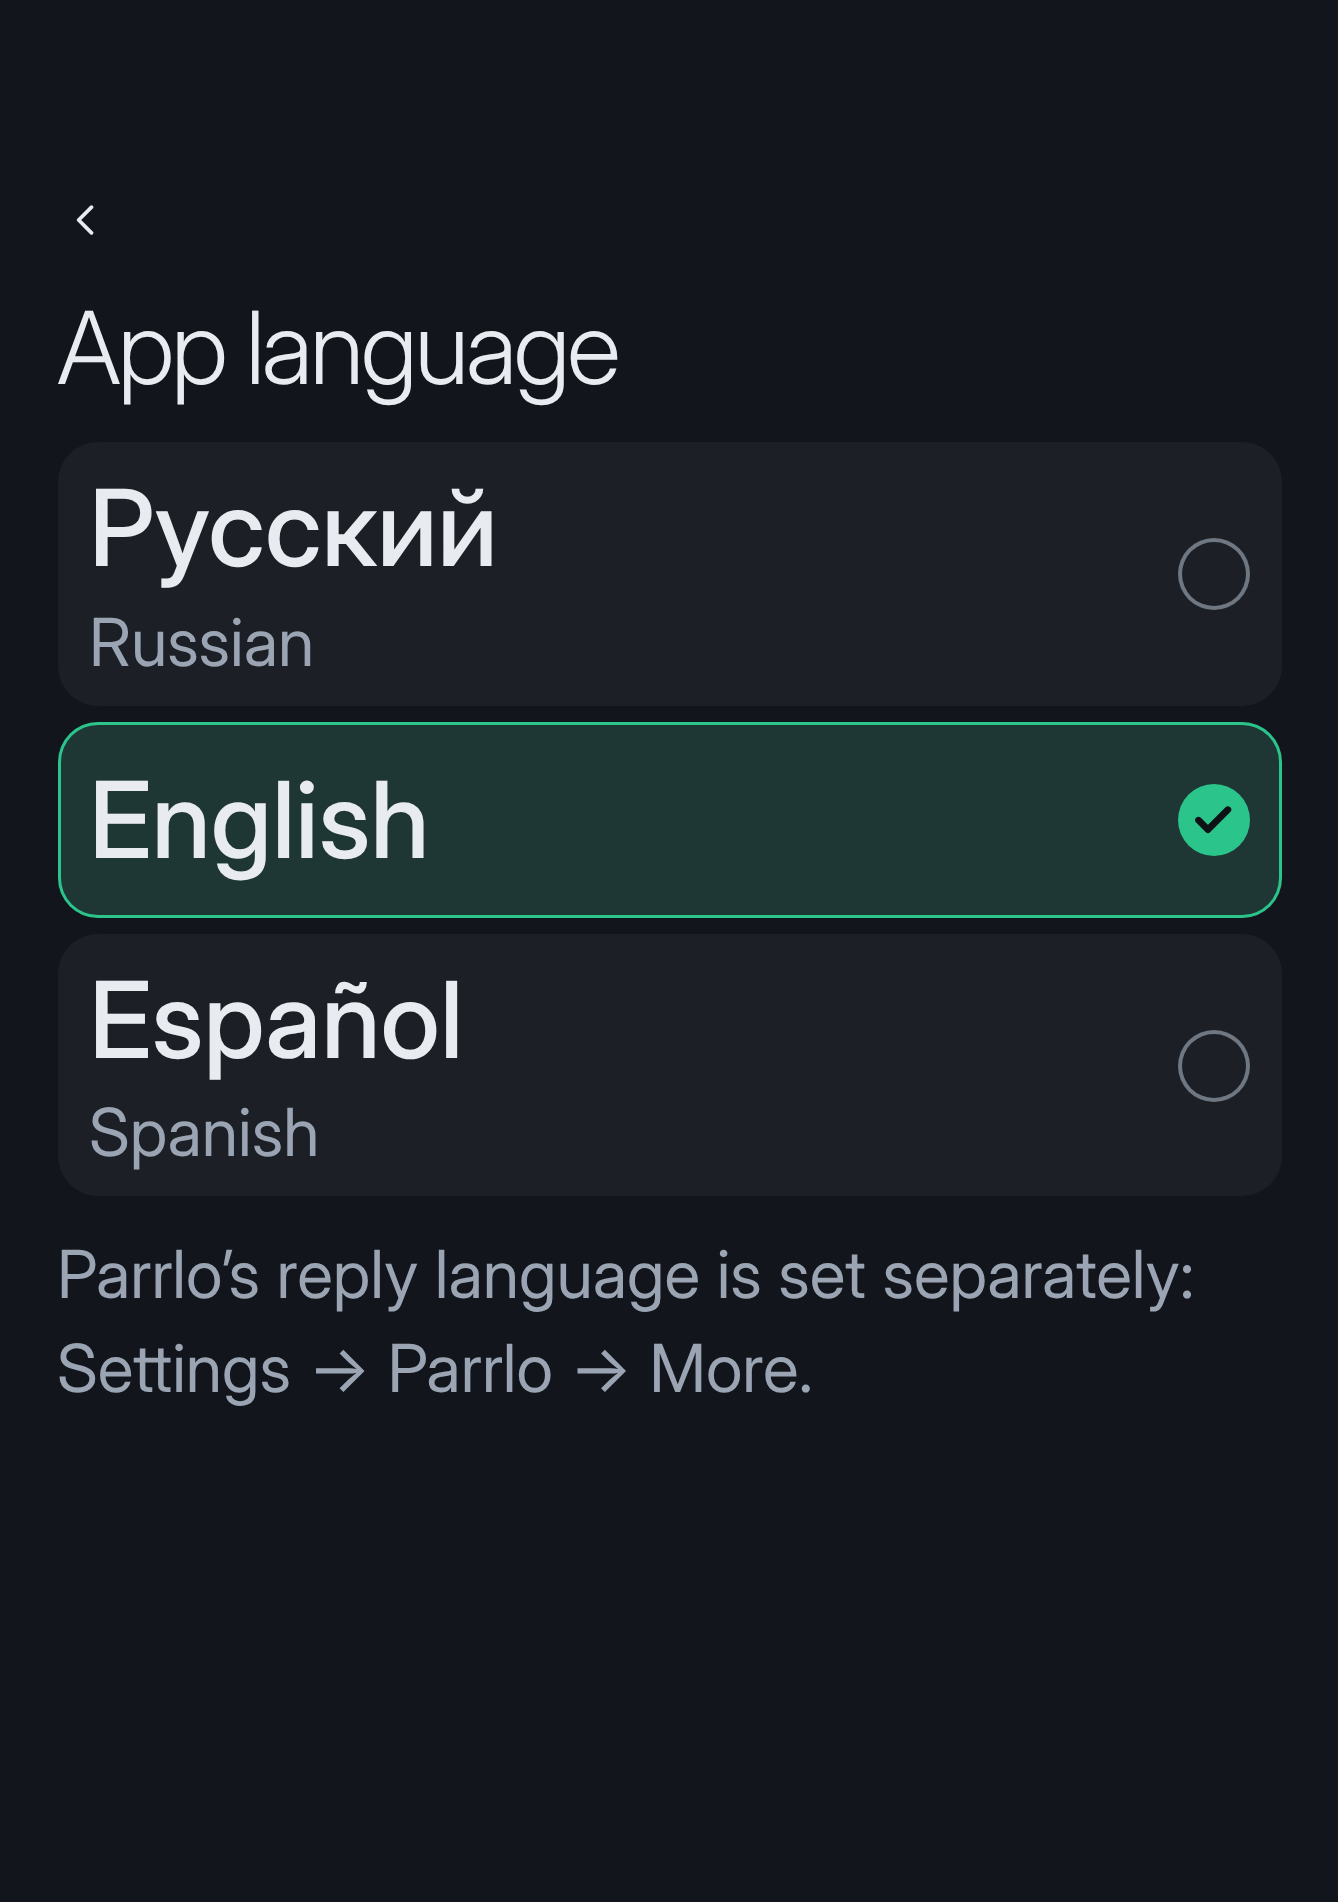 App language
Русский
Russian
English
Español
Spanish
Parrlo’s reply language is set separately:
Settings → Parrlo → More.